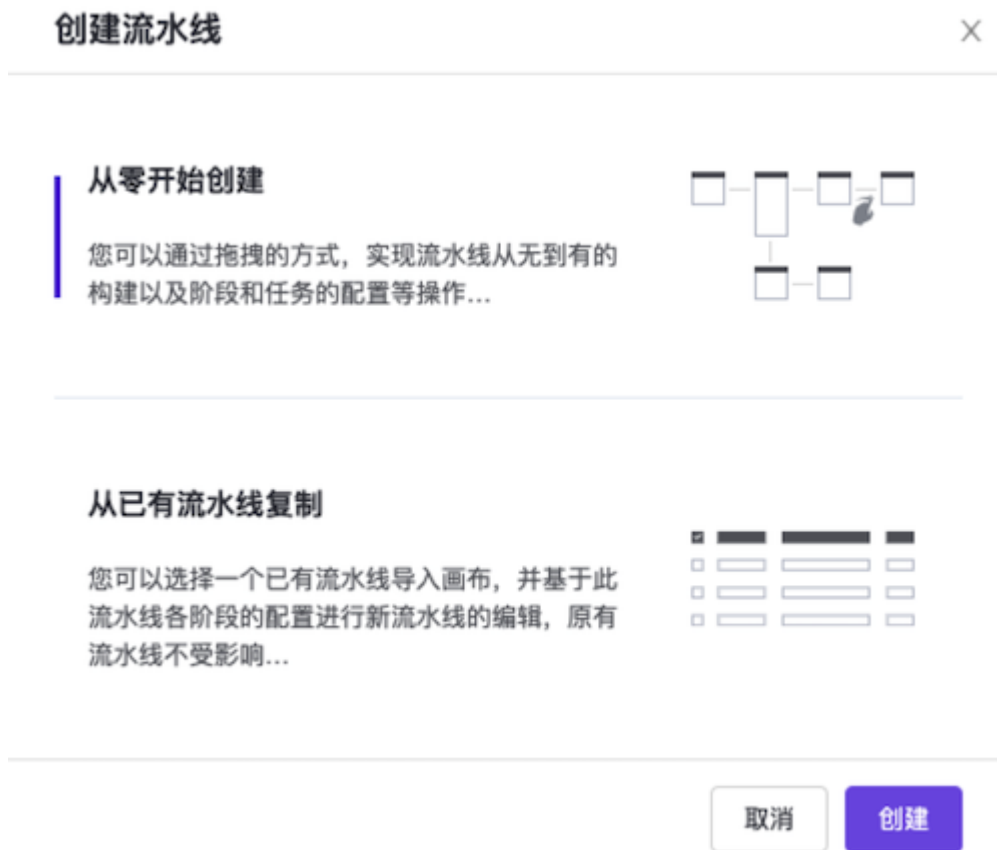 创建流水线
从零开始创建
您可以通过拖拽的方式，实现流水线从无到有的
构建以及阶段和任务的配置等操作...
从已有流水线复制
您可以选择一个已有流水线导入画布，并基于此
流水线各阶段的配置进行新流水线的编辑，原有
流水线不受影响...
取消
创建